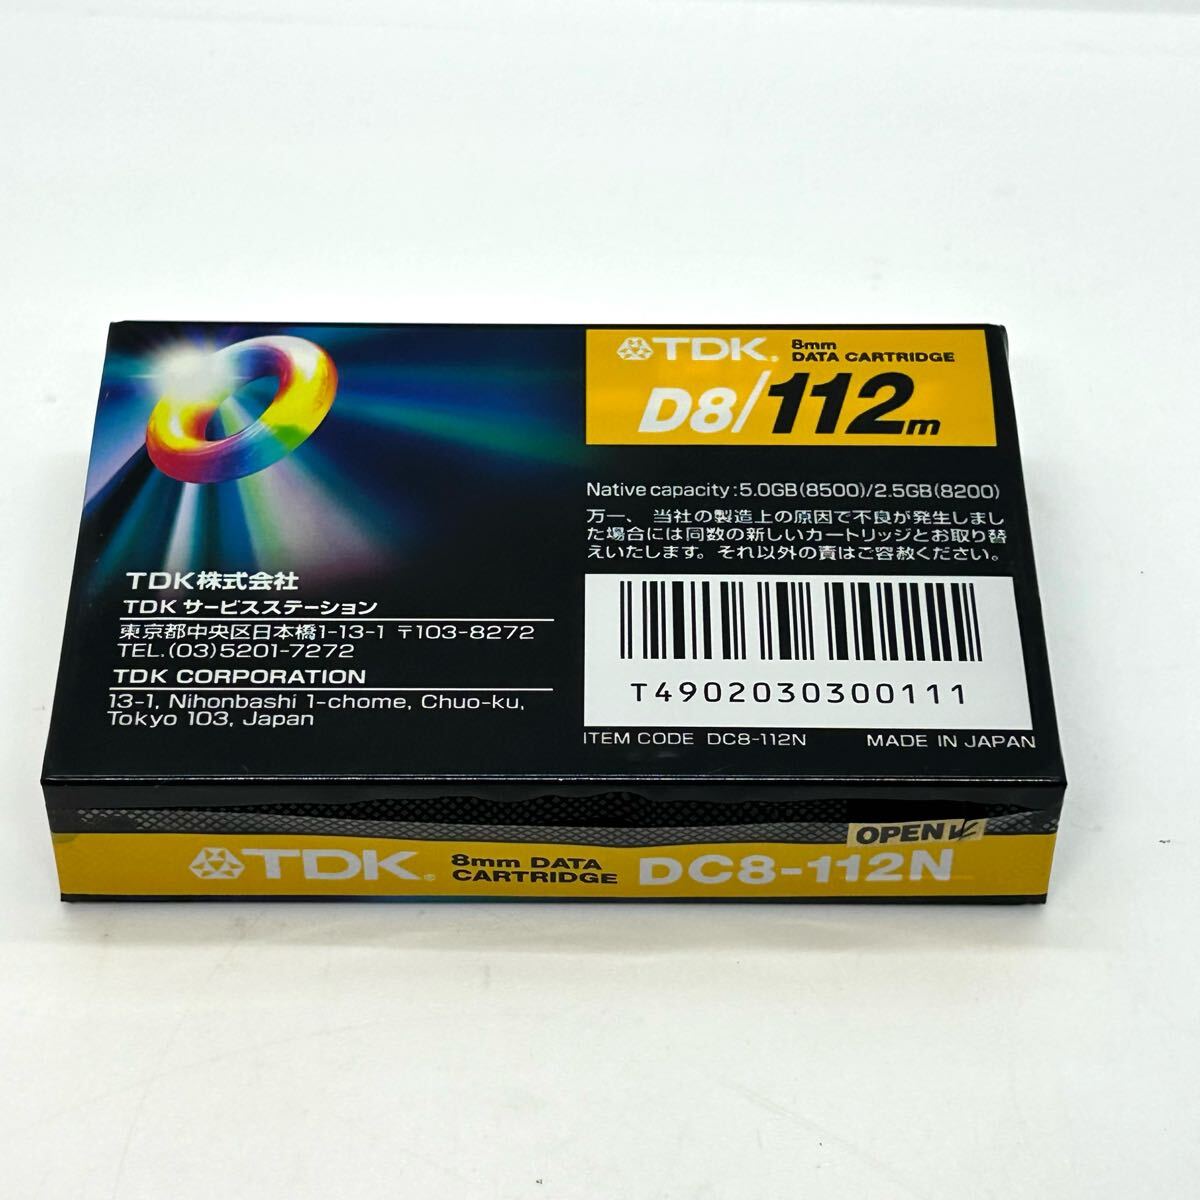 TDK®
8mm
DATA CARTRIDGE
D8/112m
Native capacity:5.0GB(8500)/2.5GB(8200)
万一、当社の製造上の原因で不良が発生しまし
た場合には同数の新しいカートリッジとお取り替
えいたします。それ以外の責はご容赦ください。
TDK株式会社
TDK サービスステーション
東京都中央区日本橋1-13-1 〒103-8272
TEL.(03)5201-7272
TDK CORPORATION
13-1, Nihonbashi 1-chome, Chuo-ku,
Tokyo 103, Japan
T4902030300111
ITEM CODE DC8-112N MADE IN JAPAN
OPEN
TDK®
8mm DATA
CARTRIDGE
DC8-112N